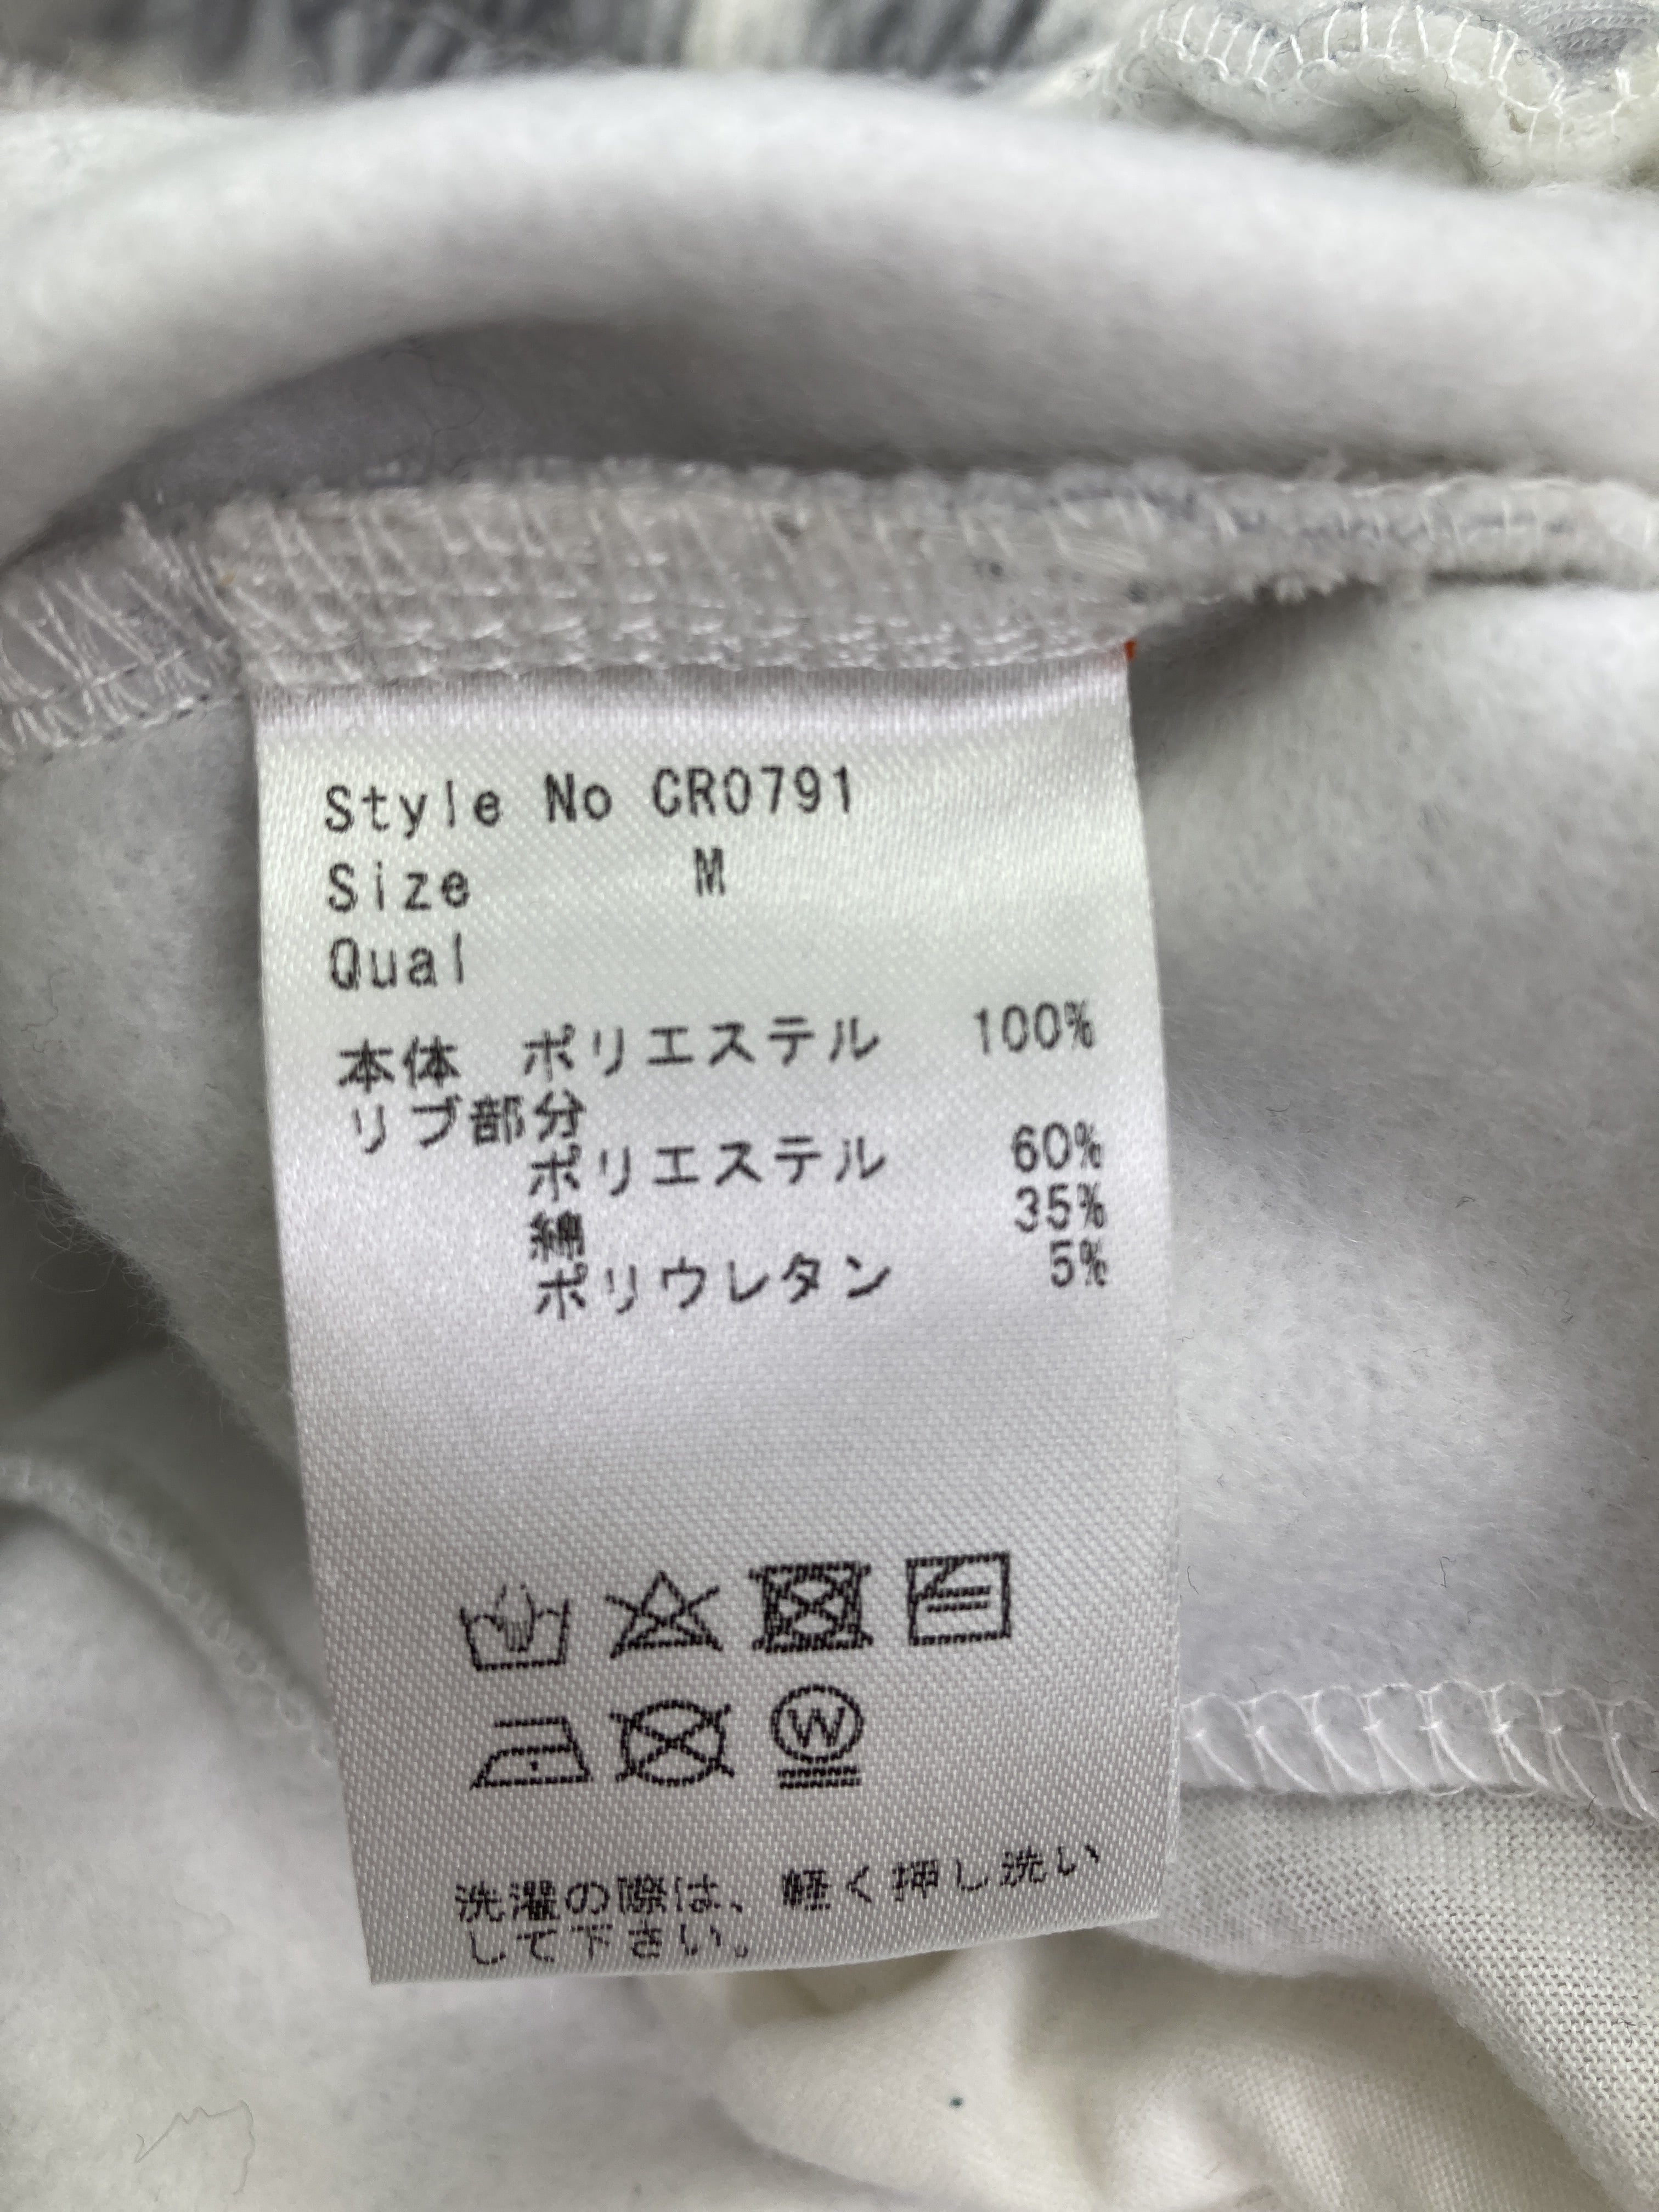 Style No CR0791
Size M
Qual
本体 ポリエステル 100%
リブ部分
ポリエステル 60%
綿 35%
ポリウレタン 5%
W
洗濯の際は、軽く押し洗い
して下さい。